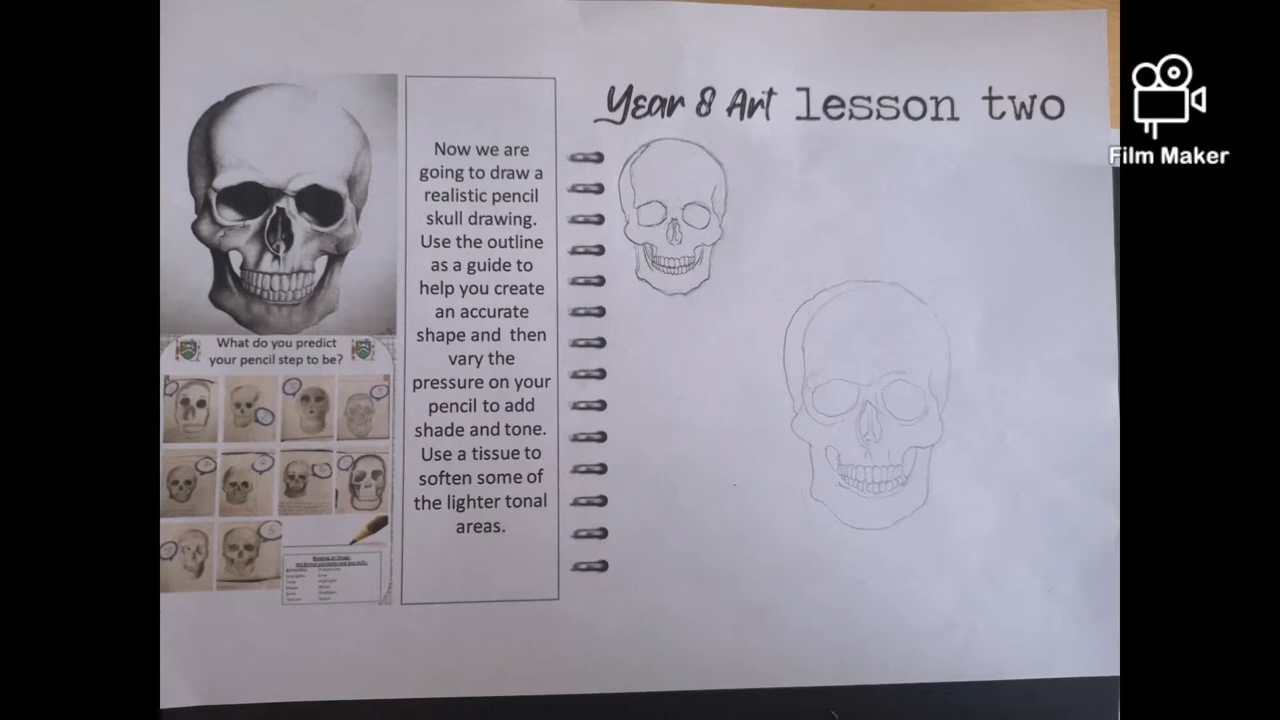 Year 8 Art lesson two
Film Maker
Now we are
going to draw a
realistic pencil
skull drawing.
Use the outline
as a guide to
help you create
an accurate
shape and then
vary the
pressure on your
pencil to add
shade and tone.
Use a tissue to
soften some of
the lighter tonal
areas.
What do you predict
your pencil step to be?